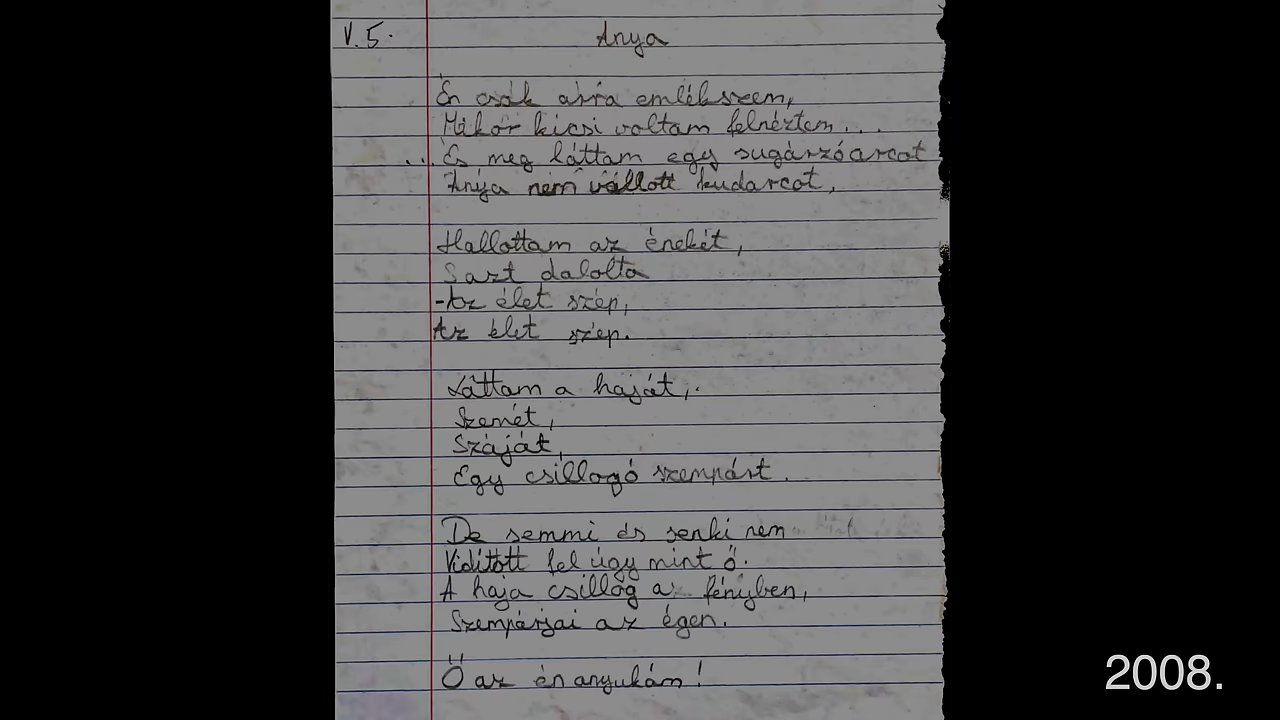 V. 5. Anya
Én csak arra emlékszem,
Mikor kicsi voltam felnéztem...
...És meg láttam egy sugárzóarcot
Anya nem vállott kudarcot,
Hallottam az énekét,
S azt dalolta
-Az élet szép,
Az élet szép.
Láttam a haját,.
Szemét,
Száját,
Egy csillogó szempárt.
De semmi és senki nem
Vidított fel úgy mint ő.
A haja csillog a fényben,
Szempárjai az égen.
Ő az én anyukám!
2008.